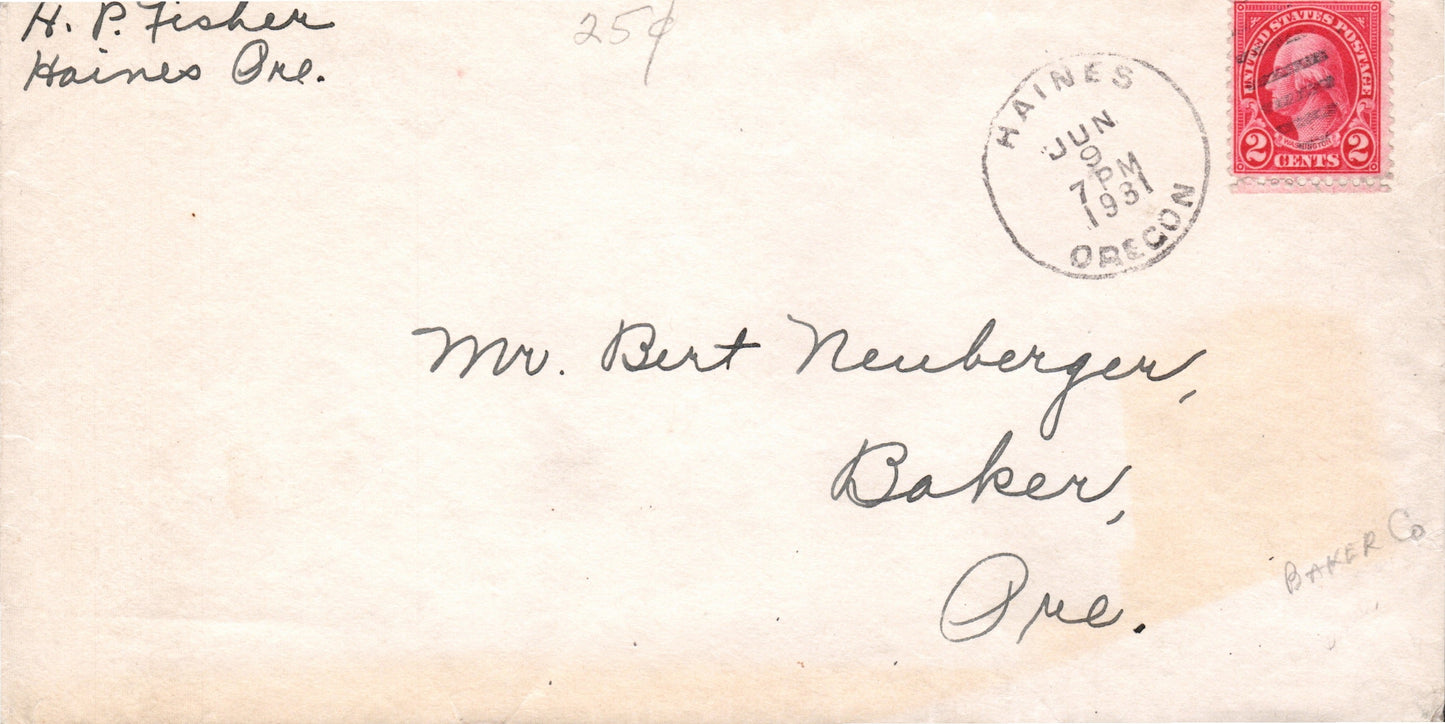 H. P. Fisher
Haines Ore.
25¢
HAINES
JUN
9
7 PM
1931
OREGON
UNITED STATES POSTAGE
WASHINGTON
2 CENTS 2
Mr. Bert Neuberger,
Baker,
Ore.
BAKER Co